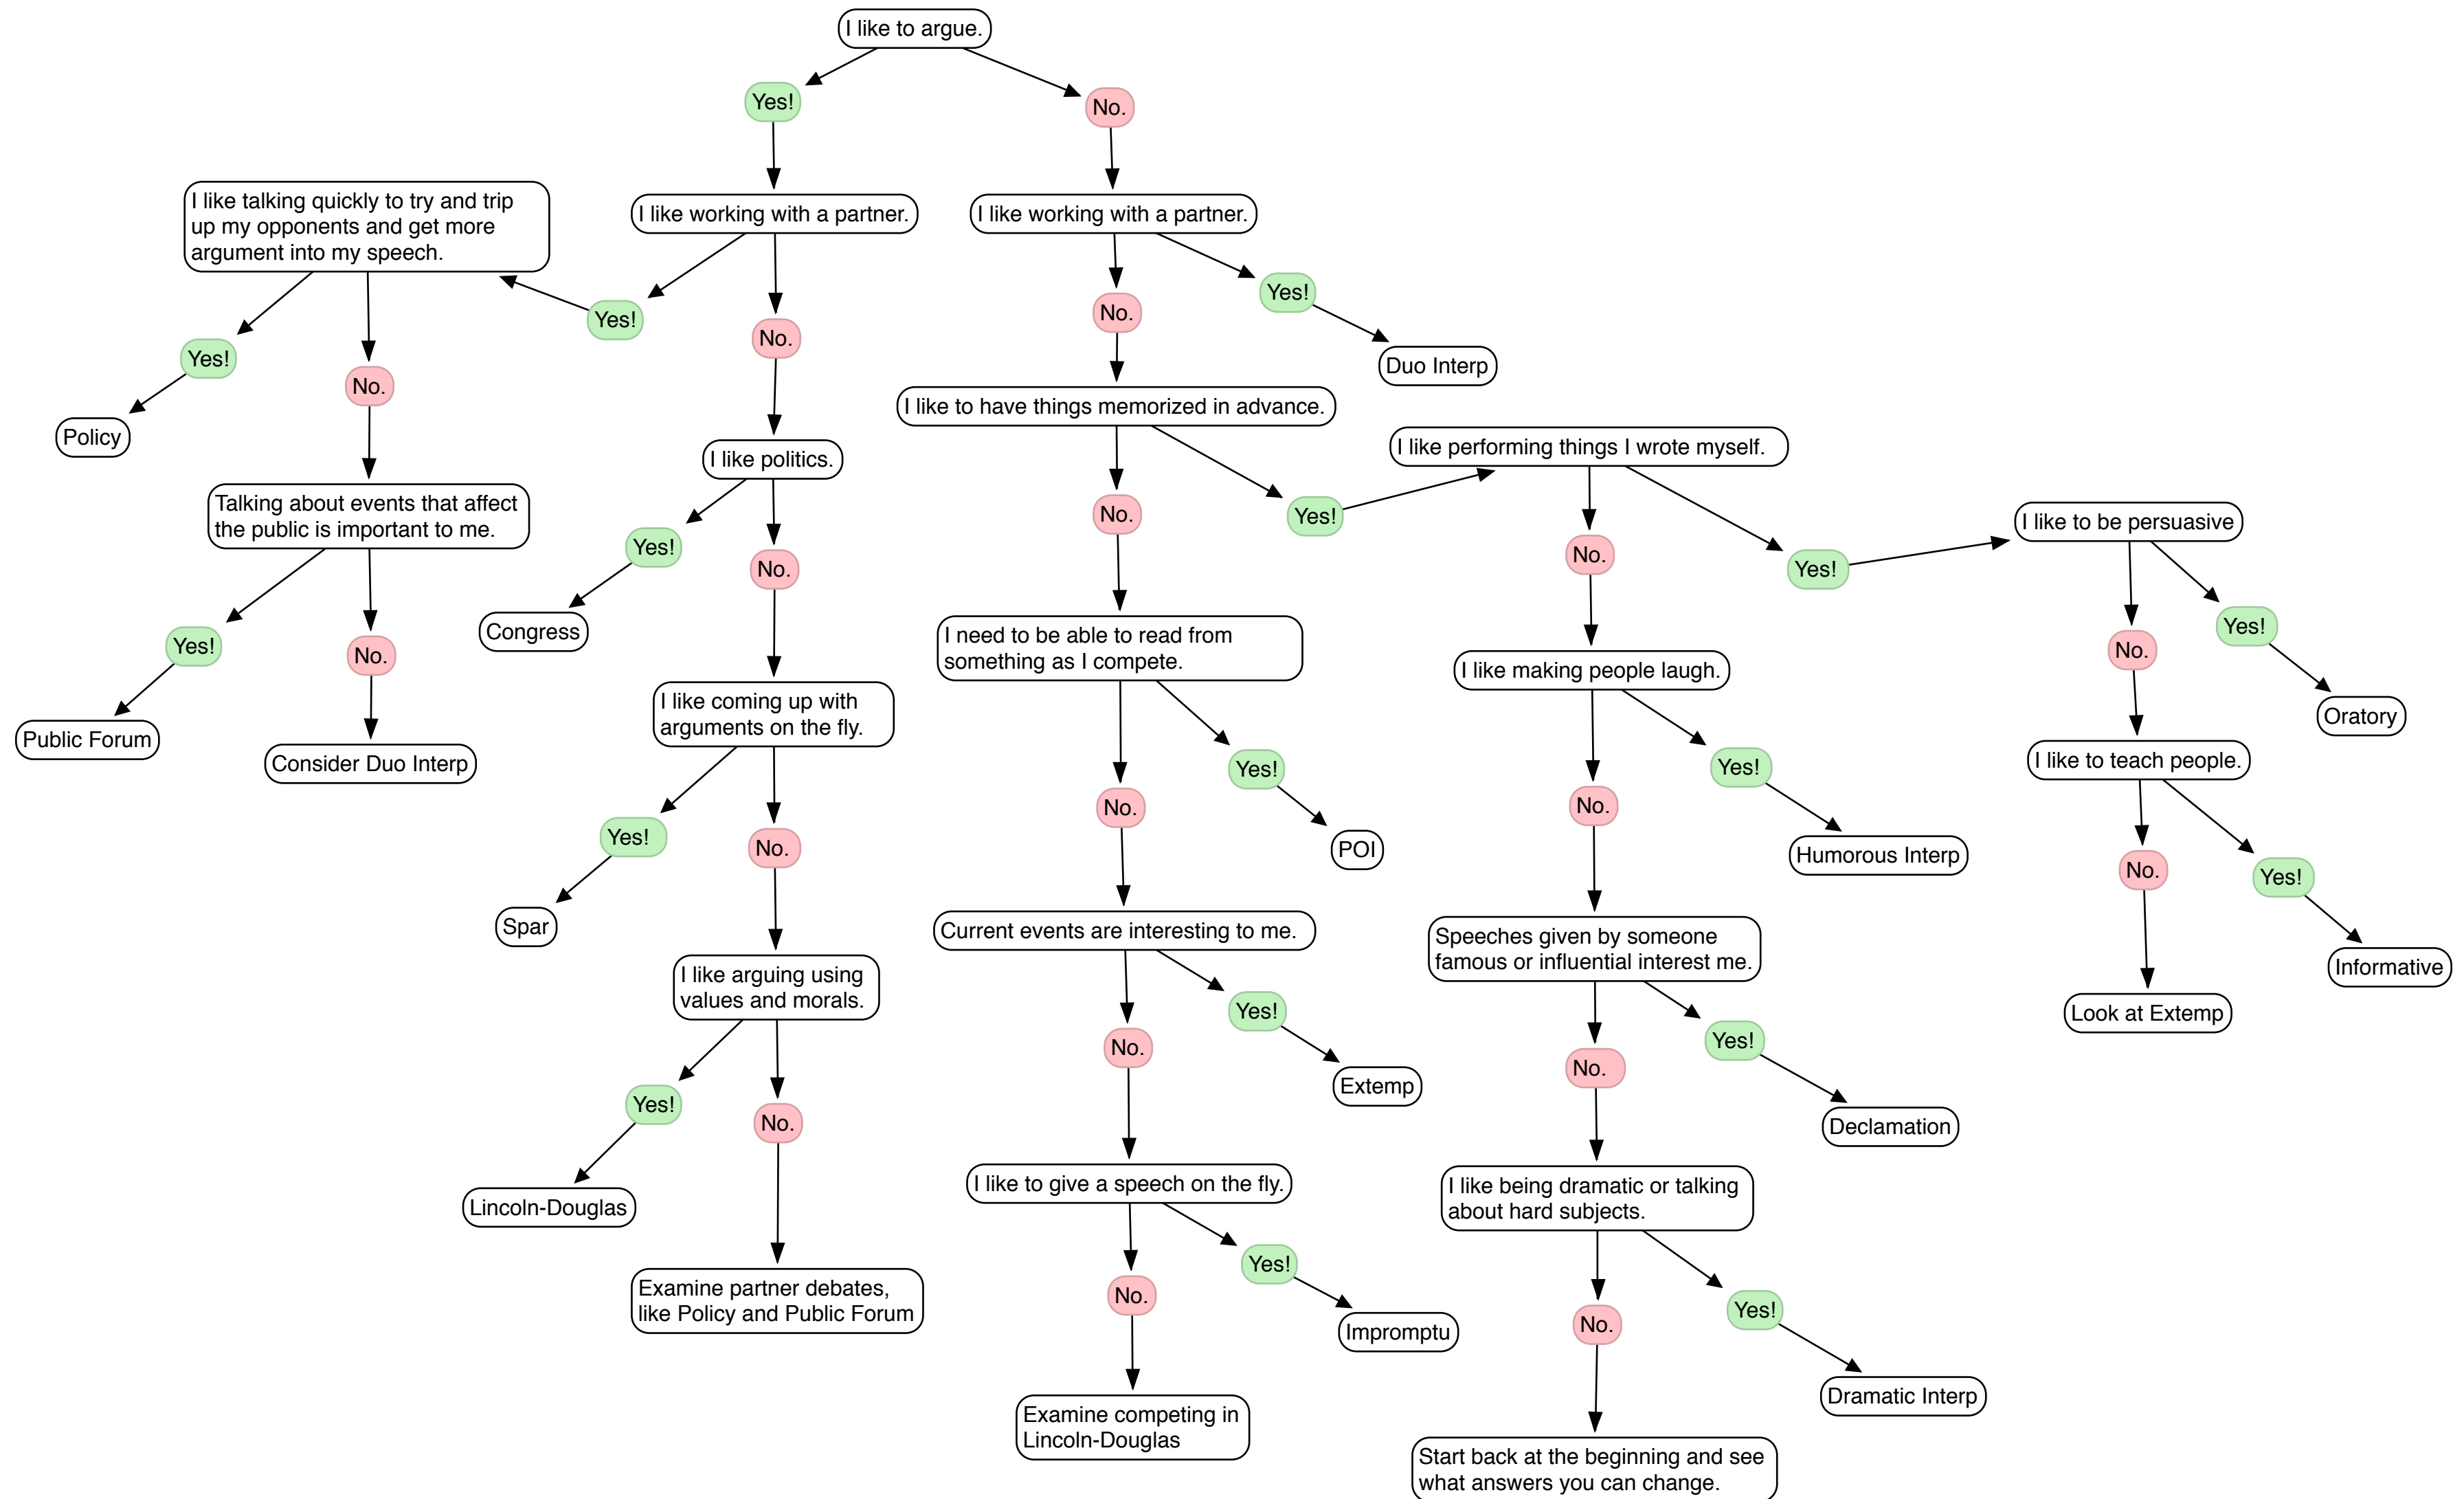 I like to argue.
Yes!
No.
I like talking quickly to try and trip
up my opponents and get more
argument into my speech.
I like working with a partner.
I like working with a partner.
Yes!
No.
No.
Yes!
Yes!
No.
Duo Interp
Policy
I like politics.
I like to have things memorized in advance.
I like performing things I wrote myself.
Talking about events that affect
the public is important to me.
Yes!
No.
No.
Yes!
No.
Yes!
I like to be persuasive
Yes!
No.
Congress
I need to be able to read from
something as I compete.
I like making people laugh.
No.
Yes!
Public Forum
Consider Duo Interp
I like coming up with
arguments on the fly.
Yes!
No.
Yes!
No.
Oratory
I like to teach people.
Yes!
No.
POI
Humorous Interp
No.
Yes!
Spar
Current events are interesting to me.
Speeches given by someone
famous or influential interest me.
Informative
I like arguing using
values and morals.
Yes!
No.
Yes!
No.
Look at Extemp
Yes!
No.
Extemp
Declamation
Lincoln-Douglas
I like to give a speech on the fly.
I like being dramatic or talking
about hard subjects.
Examine partner debates,
like Policy and Public Forum
Yes!
No.
Yes!
No.
Impromptu
Dramatic Interp
Examine competing in
Lincoln-Douglas
Start back at the beginning and see
what answers you can change.